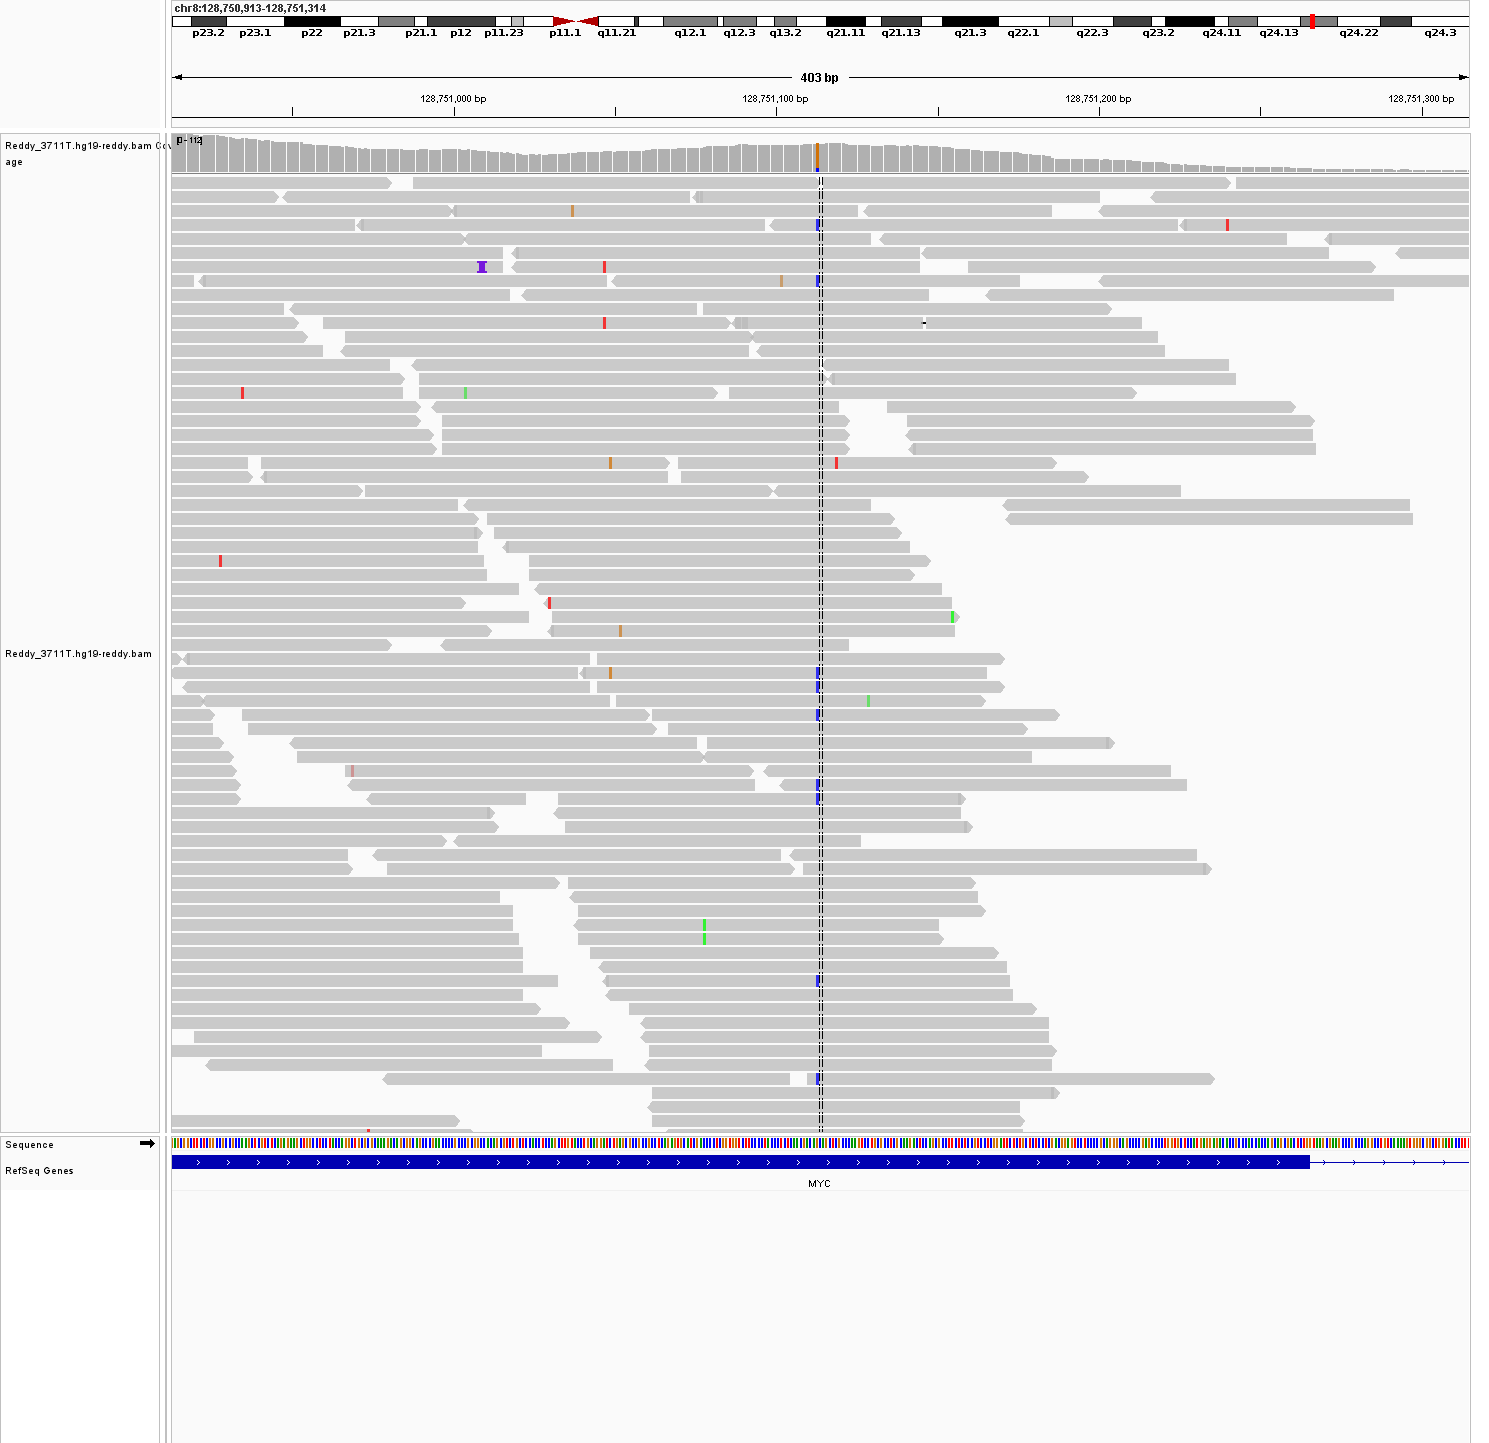 chr8:128,750,913-128,751,314
p23.2 p23.1 p22 p21.3 p21.1 p12 p11.23 p11.1 q11.21 q12.1 q12.3 q13.2 q21.11 q21.13 q21.3 q22.1 q22.3 q23.2 q24.11 q24.13 q24.22 q24.3
403 bp
128,751,000 bp 128,751,100 bp 128,751,200 bp 128,751,300 bp
[0 - 112]
Reddy_3711T.hg19-reddy.bam Cov
age
Reddy_3711T.hg19-reddy.bam
Sequence
RefSeq Genes
MYC